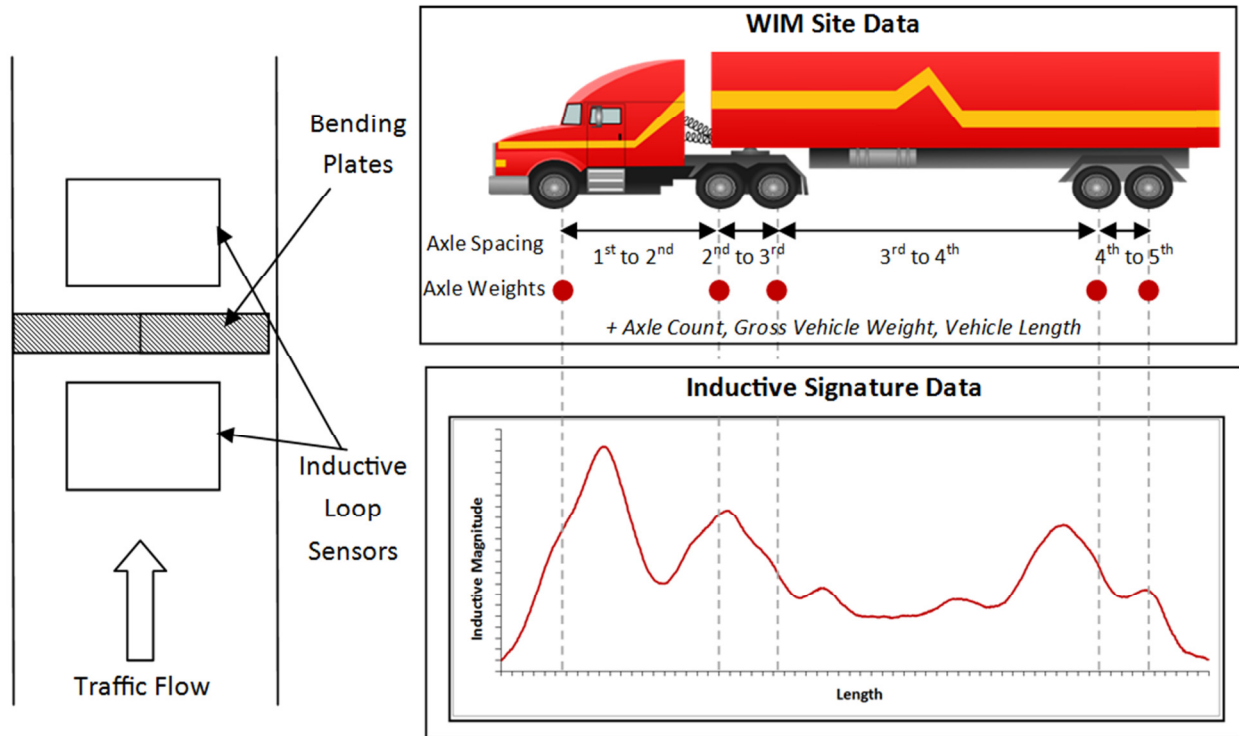 Bending
Plates
Inductive
Loop
Sensors
Traffic Flow
WIM Site Data
Axle Spacing
1st to 2nd
2nd to 3rd
3rd to 4th
4th to 5th
Axle Weights
+ Axle Count, Gross Vehicle Weight, Vehicle Length
Inductive Signature Data
Inductive Magnitude
Length